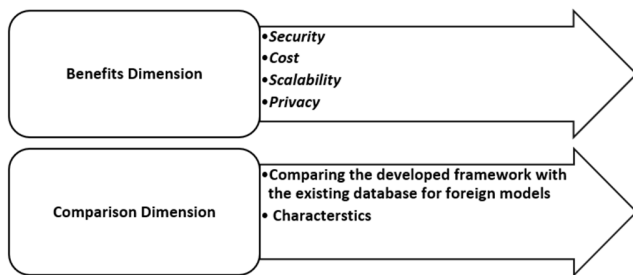 Benefits Dimension
•Security
•Cost
•Scalability
•Privacy
Comparison Dimension
•Comparing the developed framework with
the existing database for foreign models
• Characterstics